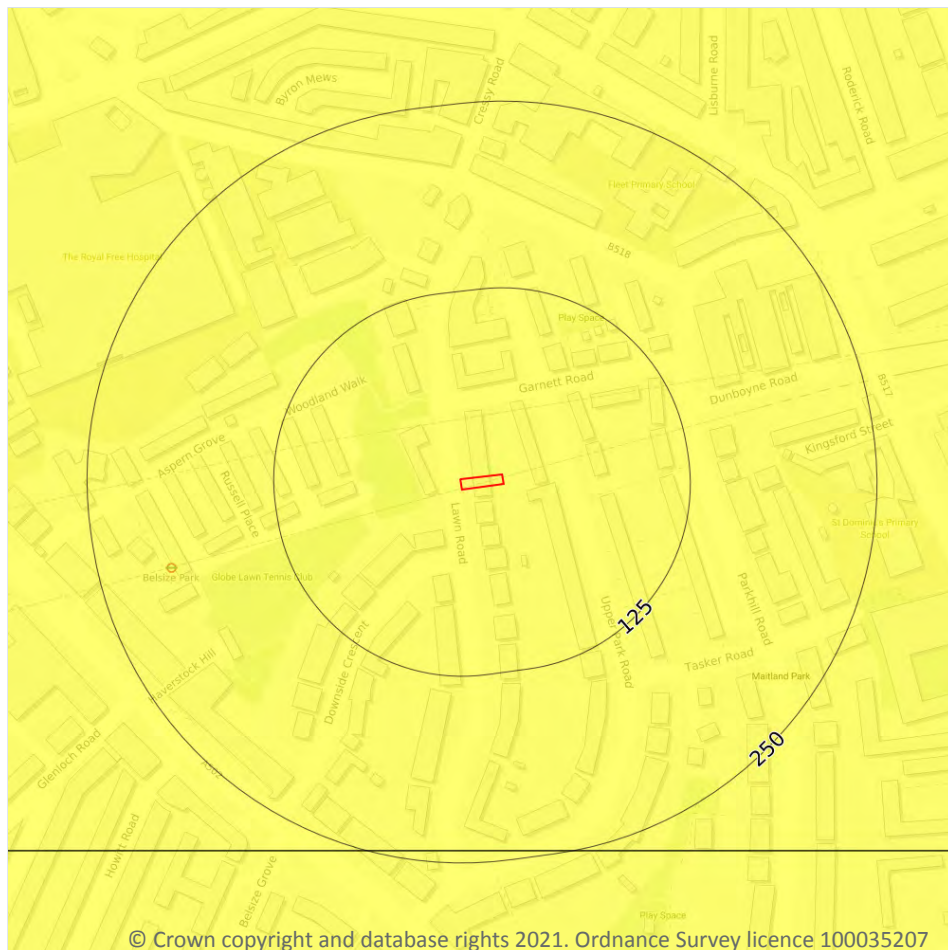 Byron Mews
Cressy Road
Lisburne Road
Roderick Road
Fleet Primary School
The Royal Free Hospital
B518
Play Space
Garnett Road
Dunboyne Road
B517
Woodland Walk
Kingsford Street
Aspern Grove
Russell Place
Lawn Road
St Dominics Primary
School
Belsize Park
Globe Lawn Tennis Club
Parkhill Road
125
Upper Park Road
Downside Crescent
Tasker Road
Haverstock Hill
Maitland Park
250
Glenloch Road
A502
Howitt Road
Belsize Grove
Play Space
© Crown copyright and database rights 2021. Ordnance Survey licence 100035207